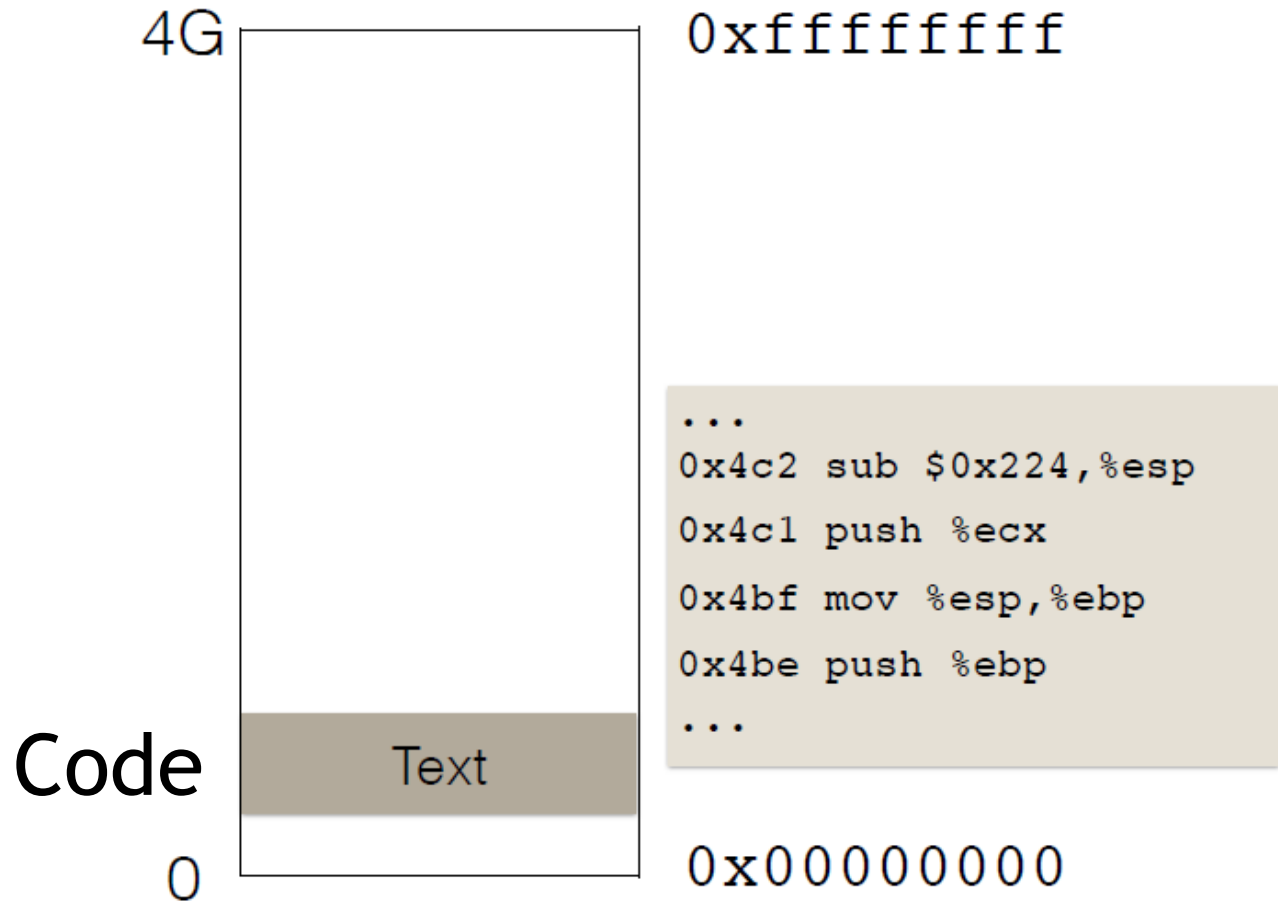 4G
0xffffffff
...
0x4c2 sub $0x224,%esp
0x4c1 push %ecx
0x4bf mov %esp,%ebp
0x4be push %ebp
...
Code
Text
0
0x00000000